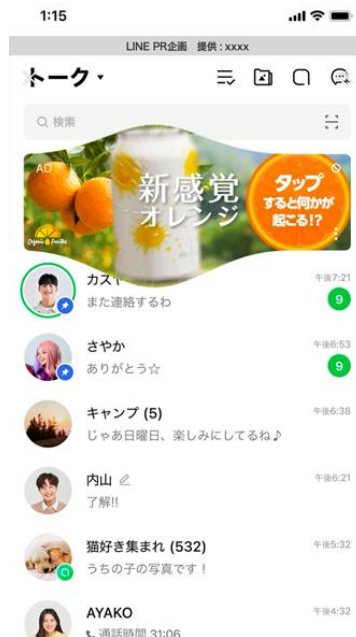 1:15
LINE PR企画 提供 : xxxx
トーク
検索
AD
新感覚
オレンジ
タップ
すると何かが
起こる!?
Organic Fruits
午後7:21
また連絡するわ
9
さやか
午後6:53
ありがとう☆
9
キャンプ (5)
午後6:38
じゃあ日曜日、楽しみにしてるね♪
内山
午後6:21
了解!!
猫好き集まれ (532)
午後5:32
うちの子の写真です！
AYAKO
午後4:32
通話時間 31:06